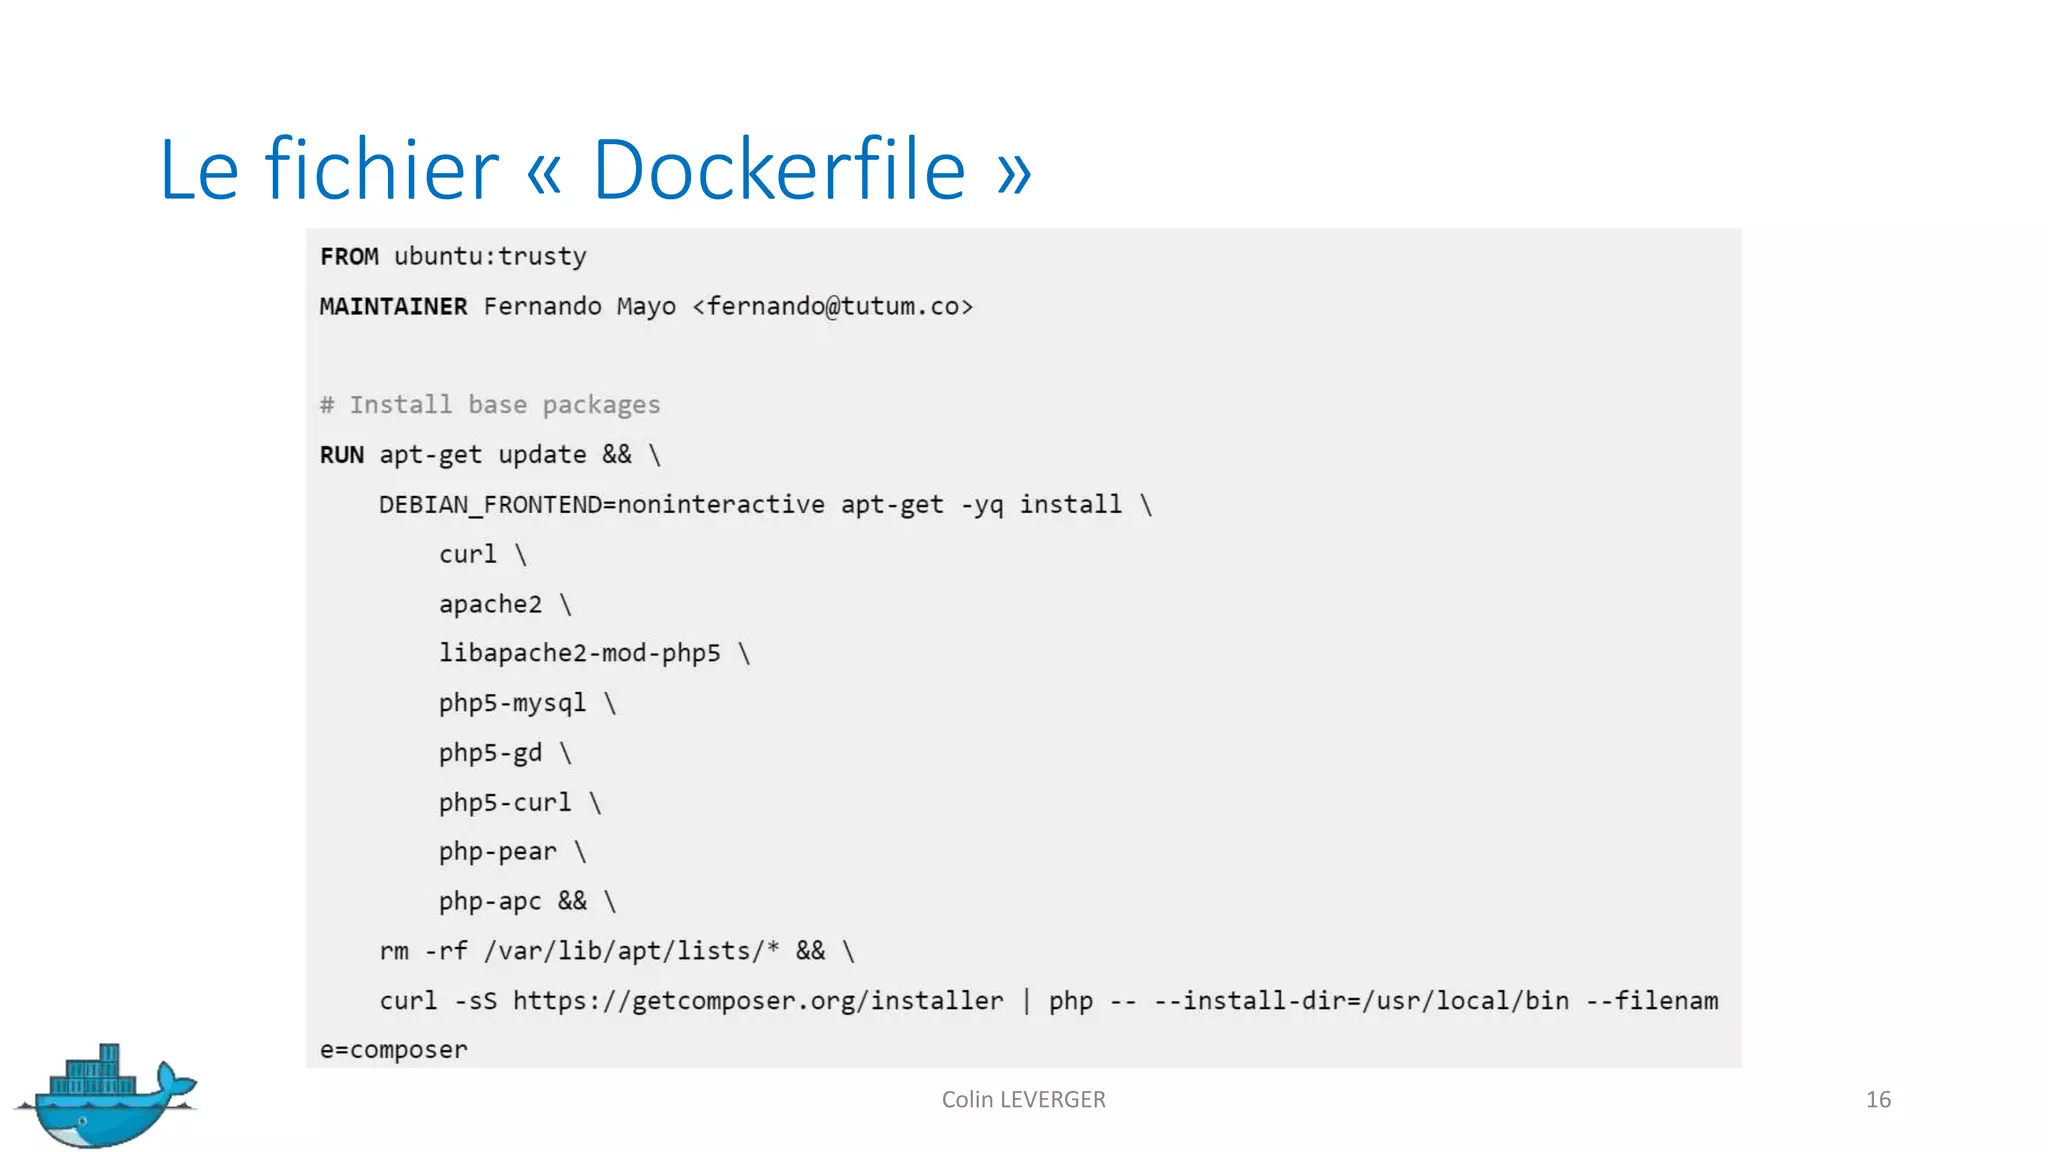 Le fichier « Dockerfile »
FROM ubuntu:trusty
MAINTAINER Fernando Mayo <fernando@tutum.co>
# Install base packages
RUN apt-get update && \
    DEBIAN_FRONTEND=noninteractive apt-get -yq install \
        curl \
        apache2 \
        libapache2-mod-php5 \
        php5-mysql \
        php5-gd \
        php5-curl \
        php-pear \
        php-apc && \
    rm -rf /var/lib/apt/lists/* && \
    curl -sS https://getcomposer.org/installer | php -- --install-dir=/usr/local/bin --filenam
e=composer
Colin LEVERGER
16